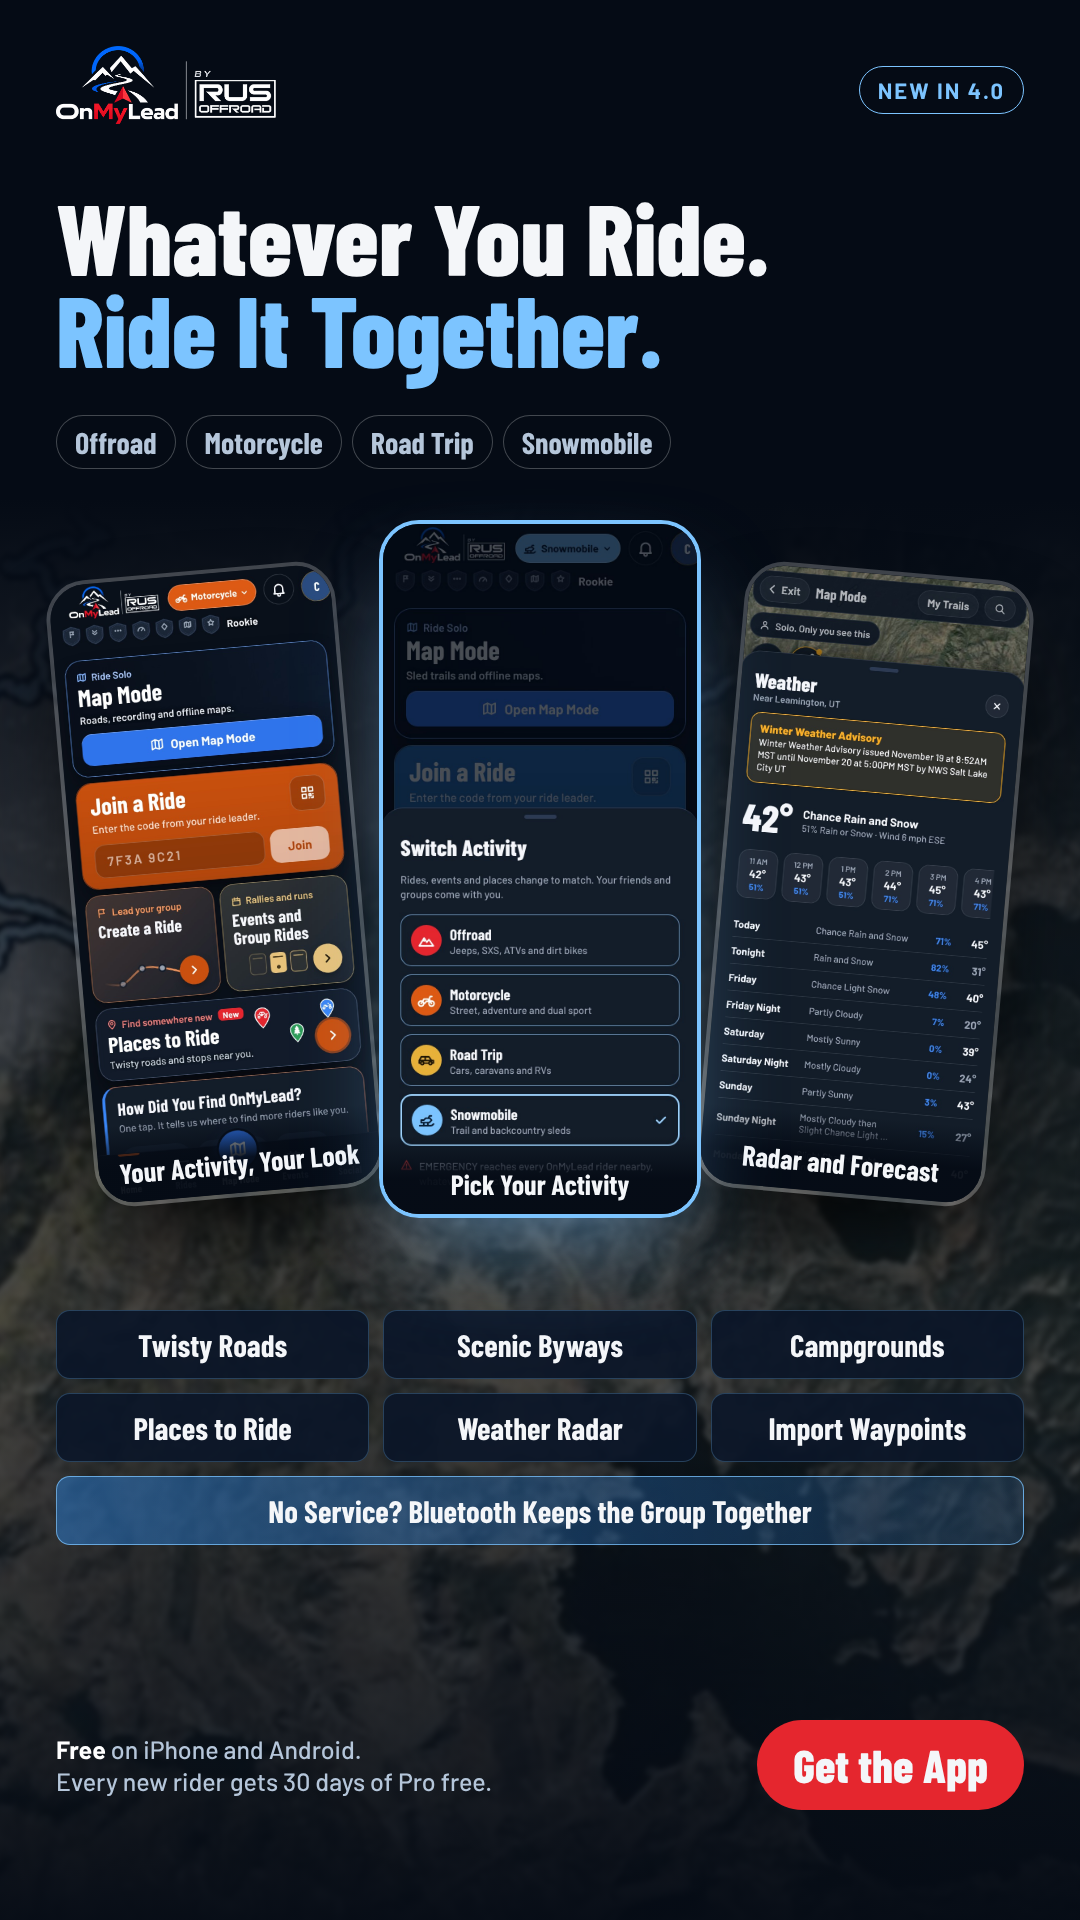 OnMyLead
BY
RUS
OFFROAD
NEW IN 4.0
Whatever You Ride.
Ride It Together.
Offroad
Motorcycle
Road Trip
Snowmobile
OnMyLead
BY
RUS
OFFROAD
Motorcycle
C
Rookie
Ride Solo
Map Mode
Roads, recording and offline maps.
Open Map Mode
Join a Ride
Enter the code from your ride leader.
7F3A 9C21
Join
Lead your group
Create a Ride
Rallies and runs
Events and
Group Rides
Find somewhere new
New
Places to Ride
Twisty roads and stops near you.
How Did You Find OnMyLead?
One tap. It tells us where to find more riders like you.
Your Activity, Your Look
OnMyLead
RUS
OFFROAD
Snowmobile
C
Rookie
Ride Solo
Map Mode
Sled trails and offline maps.
Open Map Mode
Join a Ride
Enter the code from your ride leader.
Switch Activity
Rides, events and places change to match. Your friends and
groups come with you.
Offroad
Jeeps, SXS, ATVs and dirt bikes
Motorcycle
Street, adventure and dual sport
Road Trip
Cars, caravans and RVs
Snowmobile
Trail and backcountry sleds
EMERGENCY reaches every OnMyLead rider nearby.
Pick Your Activity
Exit
Map Mode
My Trails
Solo. Only you see this
Weather
Near Leamington, UT
Winter Weather Advisory
Winter Weather Advisory issued November 19 at 8:52AM
MST until November 20 at 5:00PM MST by NWS Salt Lake
City UT
42°
Chance Rain and Snow
51% Rain or Snow · Wind 6 mph ESE
11 AM
42°
51%
12 PM
43°
51%
1 PM
43°
51%
2 PM
44°
71%
3 PM
45°
71%
4 PM
43°
71%
Today Chance Rain and Snow 71% 45°
Tonight Rain and Snow 82% 31°
Friday Chance Light Snow 48% 40°
Friday Night Partly Cloudy 7% 20°
Saturday Mostly Sunny 0% 39°
Saturday Night Mostly Cloudy 0% 24°
Sunday Partly Sunny 3% 43°
Sunday Night Mostly Cloudy then 15% 27°
Slight Chance Light ...
Radar and Forecast
Twisty Roads
Scenic Byways
Campgrounds
Places to Ride
Weather Radar
Import Waypoints
No Service? Bluetooth Keeps the Group Together
Free on iPhone and Android.
Every new rider gets 30 days of Pro free.
Get the App